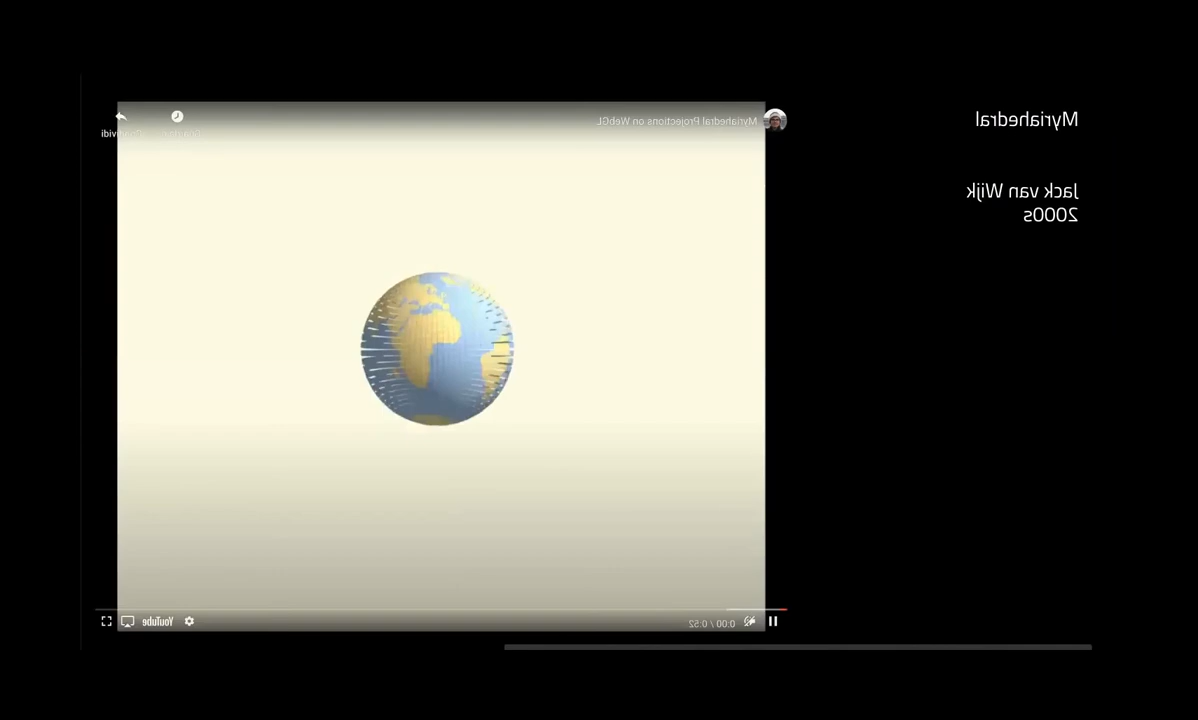 Myriahedral
Jack van Wijk
2000s
Myriahedral Projections on WebGL
0:00 / 0:52
YouTube